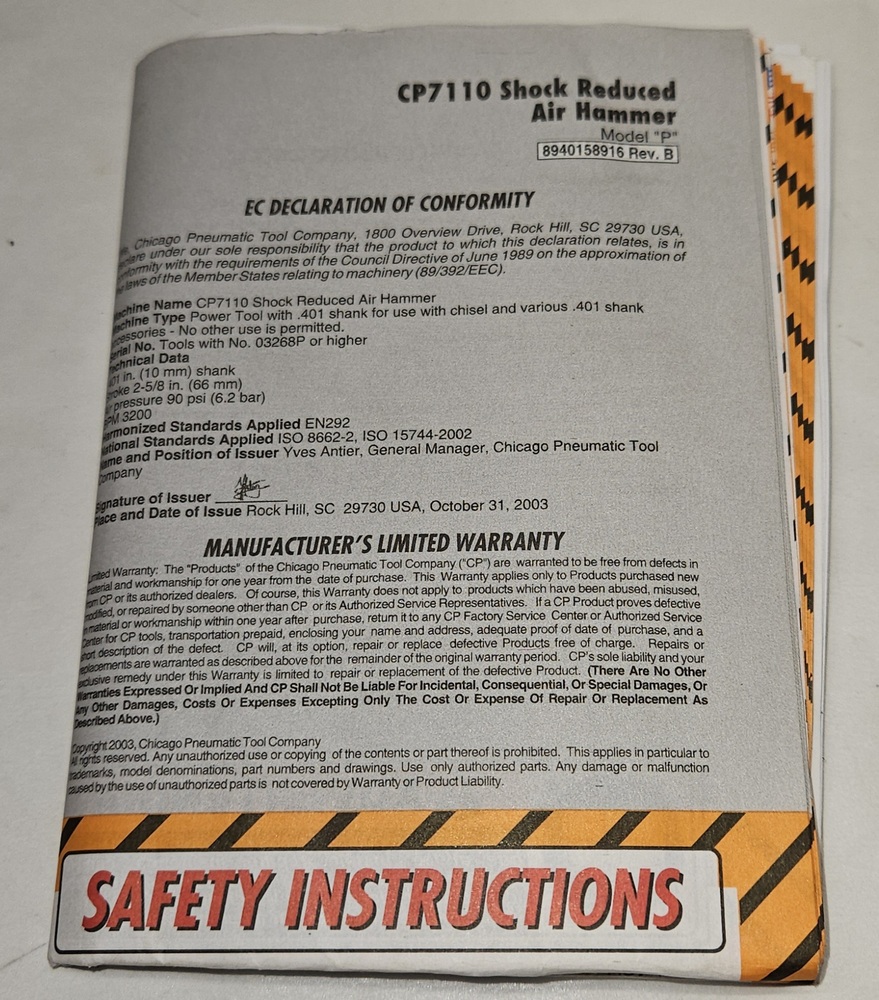 CP7110 Shock Reduced
Air Hammer
Model "P"
8940158916 Rev. B
EC DECLARATION OF CONFORMITY
Chicago Pneumatic Tool Company, 1800 Overview Drive, Rock Hill, SC 29730 USA,
under our sole responsibility that the product to which this declaration relates, is in
with the requirements of the Council Directive of June 1989 on the approximation of
laws of the Member States relating to machinery (89/392/EEC).
Name CP7110 Shock Reduced Air Hammer
Type Power Tool with .401 shank for use with chisel and various .401 shank
- No other use is permitted.
No. Tools with No. 03268P or higher
Data
in. (10 mm) shank
2-5/8 in. (66 mm)
pressure 90 psi (6.2 bar)
3200
Standards Applied EN292
Standards Applied ISO 8662-2, ISO 15744-2002
and Position of Issuer Yves Antier, General Manager, Chicago Pneumatic Tool
of Issuer
and Date of Issue Rock Hill, SC 29730 USA, October 31, 2003
MANUFACTURER'S LIMITED WARRANTY
Warranty: The "Products" of the Chicago Pneumatic Tool Company ("CP") are warranted to be free from defects in
and workmanship for one year from the date of purchase. This Warranty applies only to Products purchased new
CP or its authorized dealers. Of course, this Warranty does not apply to products which have been abused, misused,
or repaired by someone other than CP or its Authorized Service Representatives. If a CP Product proves defective
material or workmanship within one year after purchase, return it to any CP Factory Service Center or Authorized Service
for CP tools, transportation prepaid, enclosing your name and address, adequate proof of date of purchase, and a
description of the defect. CP will, at its option, repair or replace defective Products free of charge. Repairs or
are warranted as described above for the remainder of the original warranty period. CP's sole liability and your
remedy under this Warranty is limited to repair or replacement of the defective Product. (There Are No Other
Warranties Expressed Or Implied And CP Shall Not Be Liable For Incidental, Consequential, Or Special Damages, Or
Any Other Damages, Costs Or Expenses Excepting Only The Cost Or Expense Of Repair Or Replacement As
Described Above.)
Copyright 2003, Chicago Pneumatic Tool Company
All rights reserved. Any unauthorized use or copying of the contents or part thereof is prohibited. This applies in particular to
trademarks, model denominations, part numbers and drawings. Use only authorized parts. Any damage or malfunction
caused by the use of unauthorized parts is not covered by Warranty or Product Liability.
SAFETY INSTRUCTIONS